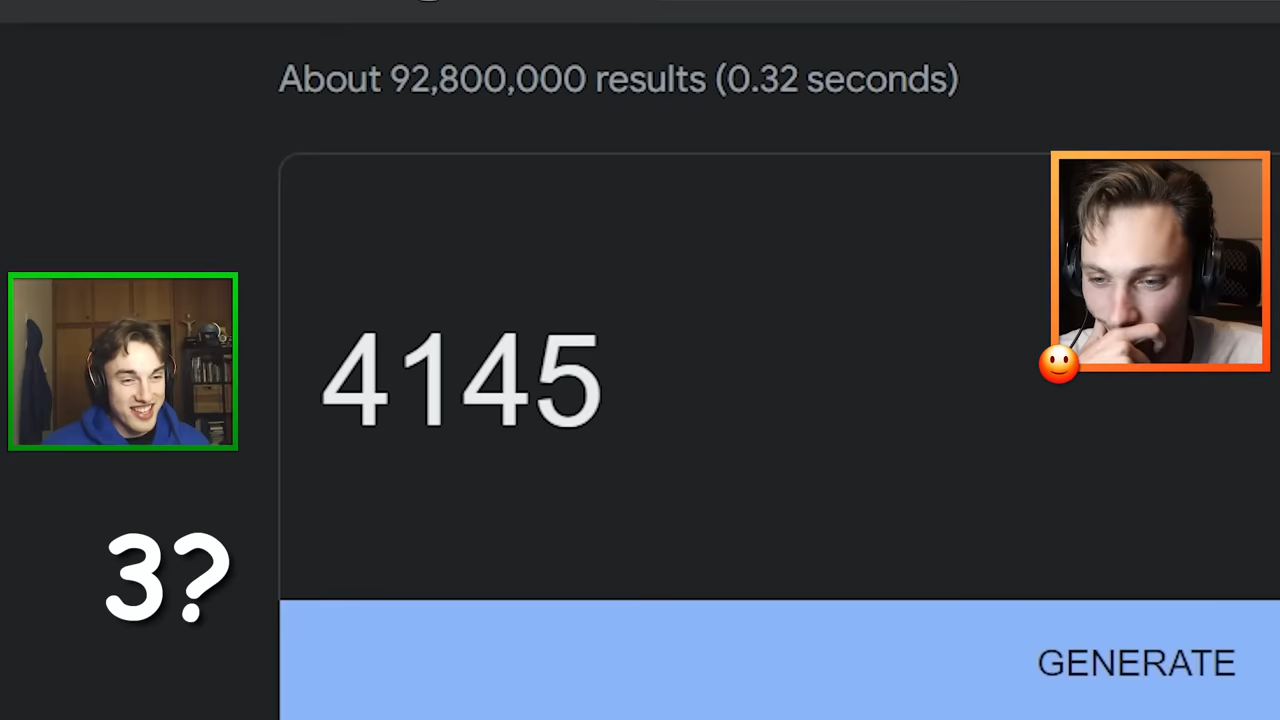 About 92,800,000 results (0.32 seconds)
4145
3?
GENERATE